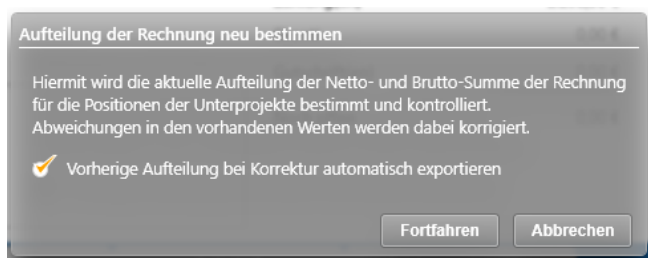 Aufteilung der Rechnung neu bestimmen
Hiermit wird die aktuelle Aufteilung der Netto- und Brutto-Summe der Rechnung
für die Positionen der Unterprojekte bestimmt und kontrolliert.
Abweichungen in den vorhandenen Werten werden dabei korrigiert.
Vorherige Aufteilung bei Korrektur automatisch exportieren
Fortfahren
Abbrechen